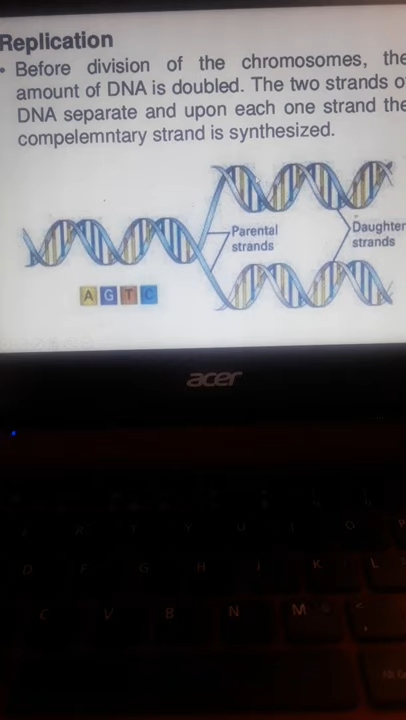 Replication
• Before division of the chromosomes, the
amount of DNA is doubled. The two strands o
DNA separate and upon each one strand the
compelemntary strand is synthesized.
Parental
strands
Daughter
strands
A G T C
acer
R T Y U I O P
D F G H J K L
C V B N M <
Alt G